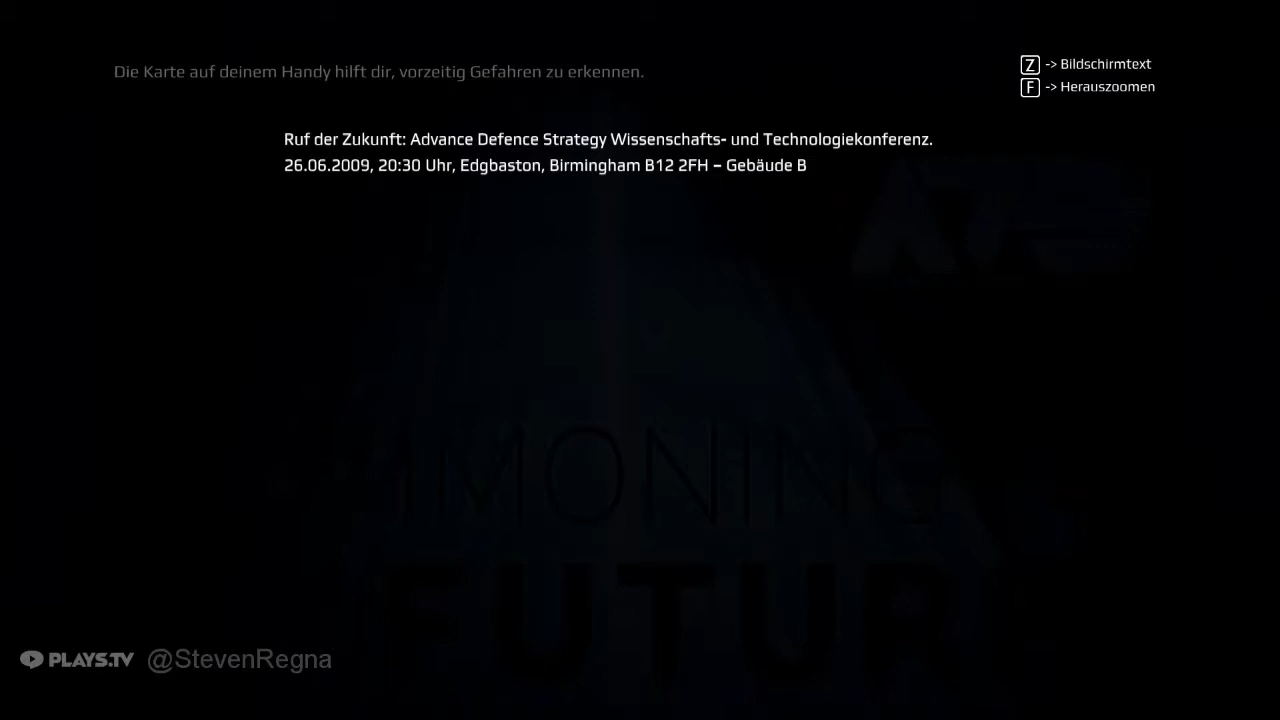 Die Karte auf deinem Handy hilft dir, vorzeitig Gefahren zu erkennen.
Z -> Bildschirmtext
F -> Herauszoomen
Ruf der Zukunft: Advance Defence Strategy Wissenschafts- und Technologiekonferenz.
26.06.2009, 20:30 Uhr, Edgbaston, Birmingham B12 2FH – Gebäude B
PLAYS.TV @StevenRegna